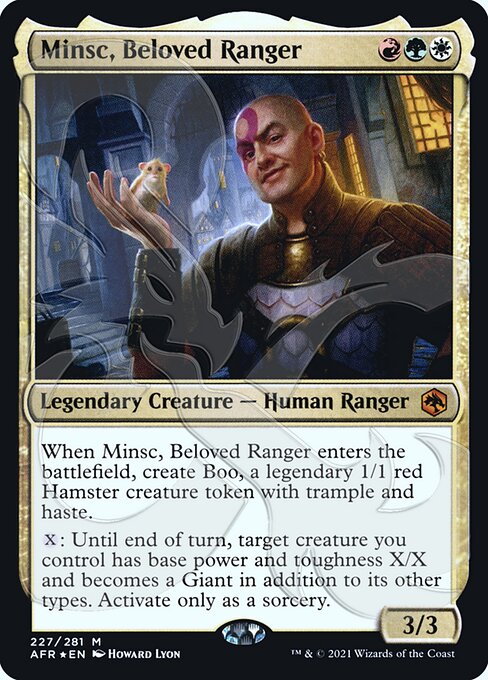 Minsc, Beloved Ranger
Legendary Creature — Human Ranger
When Minsc, Beloved Ranger enters the
battlefield, create Boo, a legendary 1/1 red
Hamster creature token with trample and
haste.
X: Until end of turn, target creature you
control has base power and toughness X/X
and becomes a Giant in addition to its other
types. Activate only as a sorcery.
3/3
227/281 M
AFR ★ EN Howard Lyon
™ & © 2021 Wizards of the Coast